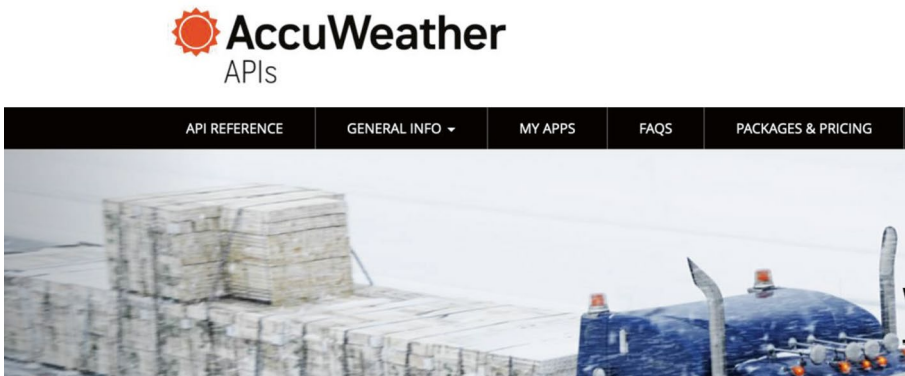 AccuWeather
APIs
API REFERENCE GENERAL INFO MY APPS FAQS PACKAGES & PRICING